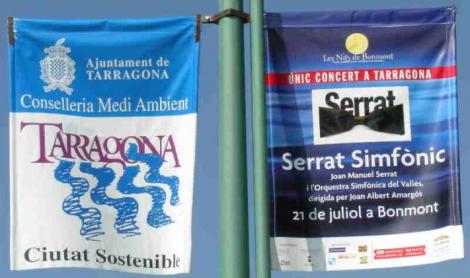 Ajuntament de
TARRAGONA
Conselleria Medi Ambient
TARRAGONA
Ciutat Sostenible
Les Nits de Bonmont
ÚNIC CONCERT A TARRAGONA
Serrat
Serrat Simfònic
Joan Manuel Serrat
i l'Orquestra Simfònica del Vallès,
dirigida per Joan Albert Amargós
21 de juliol a Bonmont